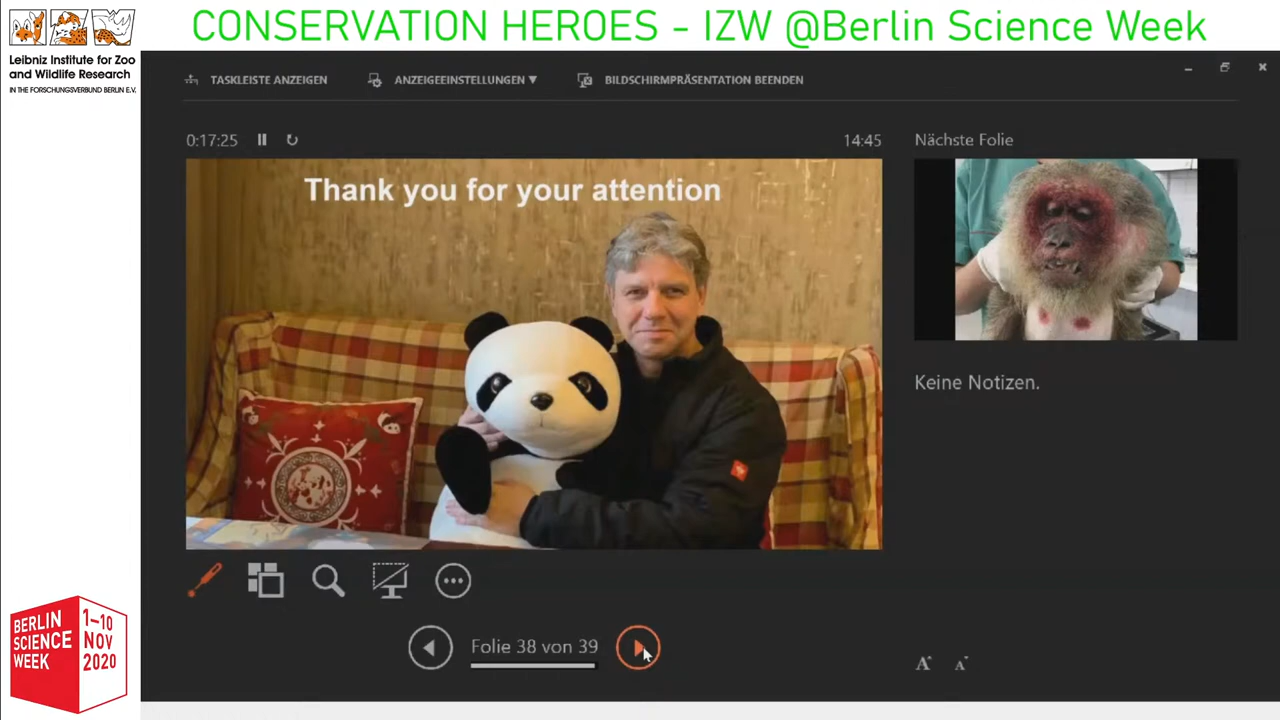 CONSERVATION HEROES - IZW @Berlin Science Week
Leibniz Institute for Zoo
and Wildlife Research
IN THE FORSCHUNGSVERBUND BERLIN E.V.
TASKLEISTE ANZEIGEN
ANZEIGEEINSTELLUNGEN ▼
BILDSCHIRMPRÄSENTATION BEENDEN
0:17:25
14:45
Nächste Folie
Thank you for your attention
Keine Notizen.
Folie 38 von 39
A A
BERLIN
SCIENCE
WEEK
1–10
NOV
2020